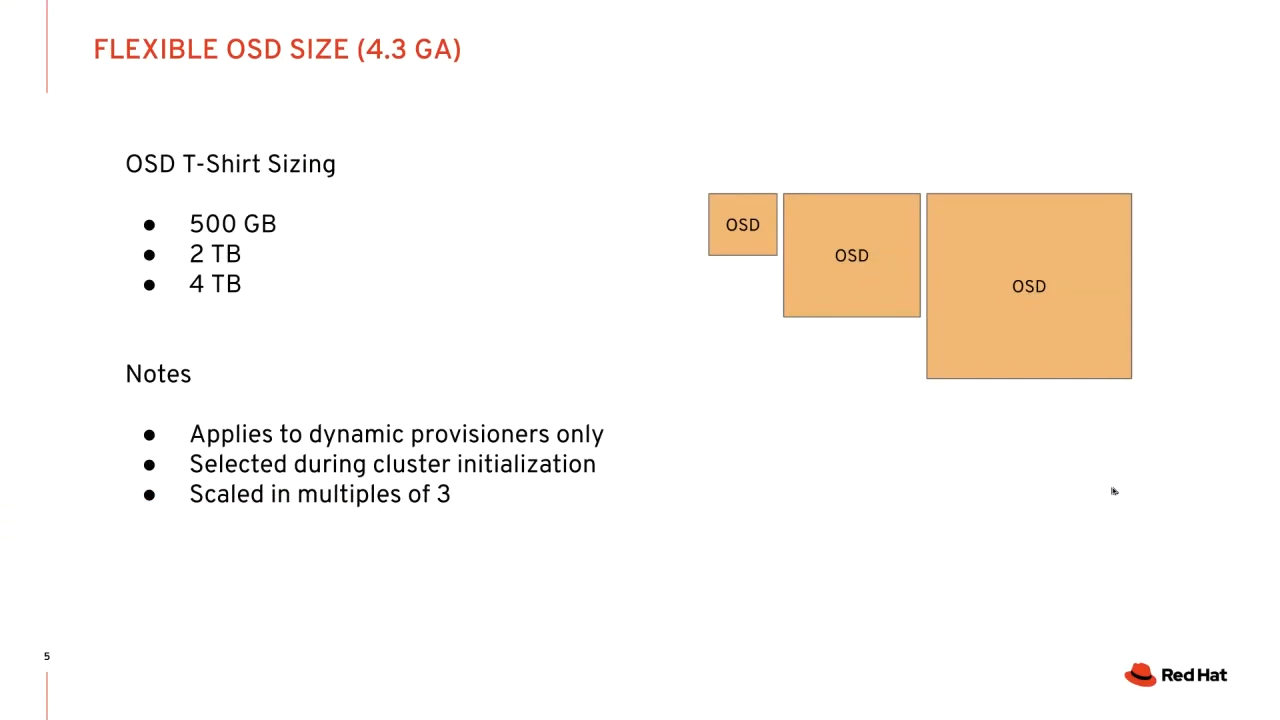 FLEXIBLE OSD SIZE (4.3 GA)
OSD T-Shirt Sizing
● 500 GB
● 2 TB
● 4 TB
OSD
OSD
OSD
Notes
● Applies to dynamic provisioners only
● Selected during cluster initialization
● Scaled in multiples of 3
5
Red Hat